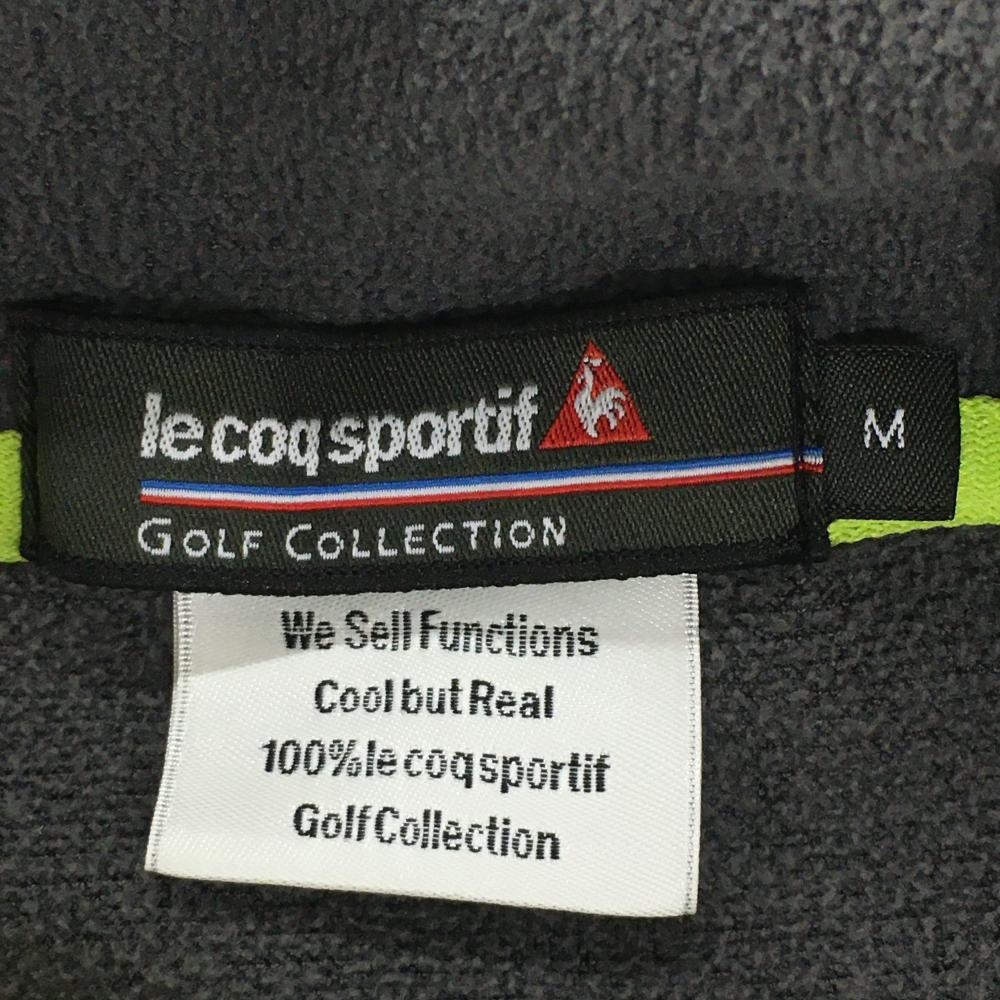 le coq sportif
M
GOLF COLLECTION
We Sell Functions
Cool but Real
100% le coq sportif
Golf Collection